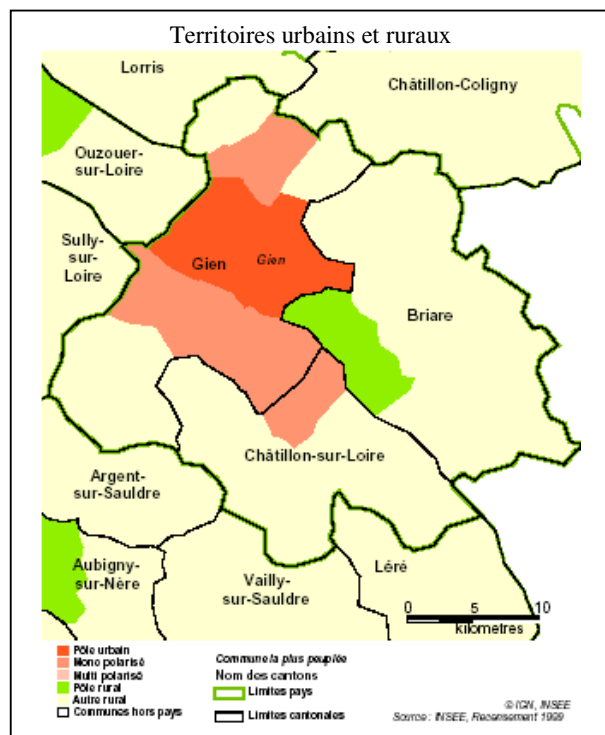 Territoires urbains et ruraux
Lorris
Châtillon-Coligny
Ouzouer-
sur-Loire
Sully-
sur-
Loire
Gien
Gien
Briare
Châtillon-sur-Loire
Argent-
sur-Sauldre
Aubigny-
sur-Nère
Vailly-
sur-Sauldre
Léré
0 5 10
kilometres
Pôle urbain
Mono polarisé
Multi polarisé
Pôle rural
Autre rural
Communes hors pays
Commune la plus peuplée
Nom des cantons
Limites pays
Limites cantonales
© IGN, INSEE
Source : INSEE, Recensement 1999